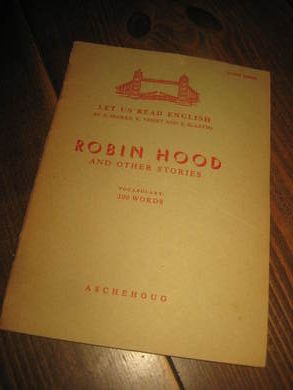 LET US READ ENGLISH
ROBIN HOOD
AND OTHER STORIES
VOCABULARY:
300 WORDS
ASCHEHOUG